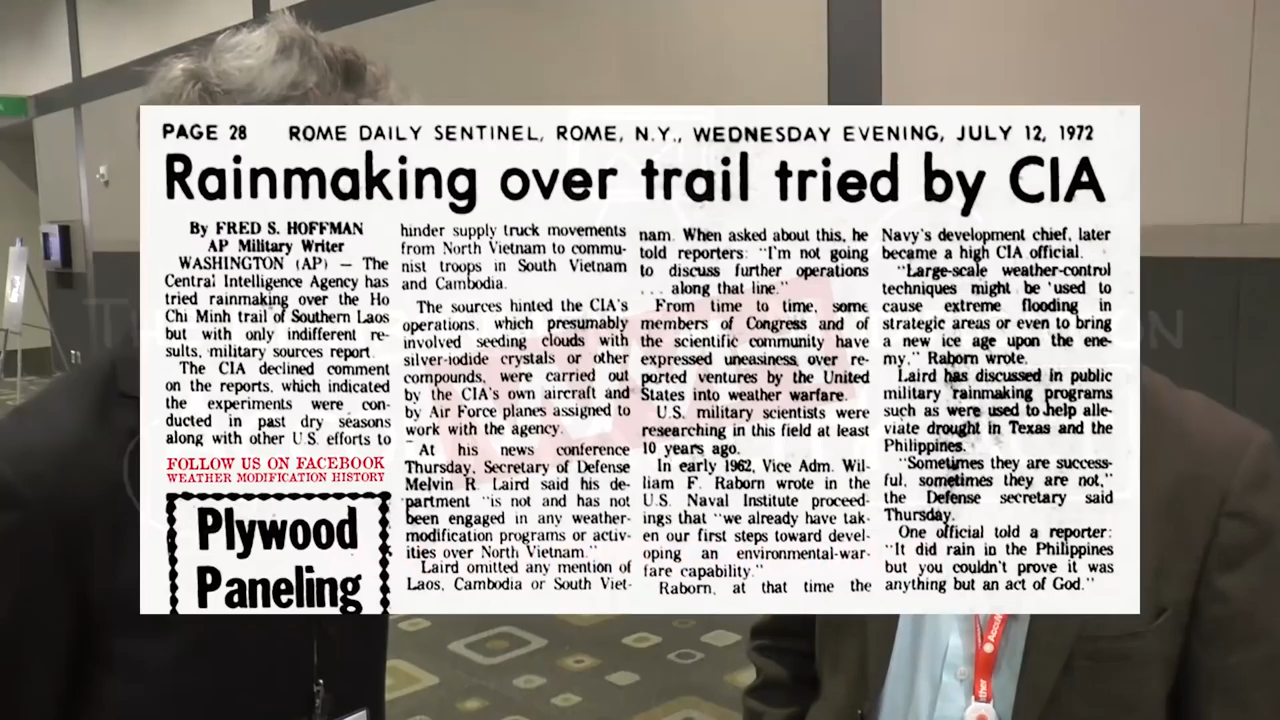 PAGE 28 ROME DAILY SENTINEL, ROME, N.Y., WEDNESDAY EVENING, JULY 12, 1972
Rainmaking over trail tried by CIA
By FRED S. HOFFMAN
AP Military Writer
WASHINGTON (AP) — The
Central Intelligence Agency has
tried rainmaking over the Ho
Chi Minh trail of Southern Laos
but with only indifferent re-
sults, military sources report.
The CIA declined comment
on the reports, which indicated
the experiments were con-
ducted in past dry seasons
along with other U.S. efforts to
FOLLOW US ON FACEBOOK
WEATHER MODIFICATION HISTORY
Plywood
Paneling
hinder supply truck movements
from North Vietnam to commu-
nist troops in South Vietnam
and Cambodia.
The sources hinted the CIA's
operations, which presumably
involved seeding clouds with
silver-iodide crystals or other
compounds, were carried out
by the CIA's own aircraft and
by Air Force planes assigned to
work with the agency.
At his news conference
Thursday, Secretary of Defense
Melvin R. Laird said his de-
partment "is not and has not
been engaged in any weather-
modification programs or activ-
ities over North Vietnam."
Laird omitted any mention of
Laos, Cambodia or South Viet-
nam. When asked about this, he
told reporters: "I'm not going
to discuss further operations
. . . along that line."
From time to time, some
members of Congress and of
the scientific community have
expressed uneasiness over re-
ported ventures by the United
States into weather warfare.
U.S. military scientists were
researching in this field at least
10 years ago.
In early 1962, Vice Adm. Wil-
liam F. Raborn wrote in the
U.S. Naval Institute proceed-
ings that "we already have tak-
en our first steps toward devel-
oping an environmental-war-
fare capability."
Raborn, at that time the
Navy's development chief, later
became a high CIA official.
"Large-scale weather-control
techniques might be used to
cause extreme flooding in
strategic areas or even to bring
a new ice age upon the ene-
my," Raborn wrote.
Laird has discussed in public
military rainmaking programs
such as were used to help alle-
viate drought in Texas and the
Philippines.
"Sometimes they are success-
ful, sometimes they are not,"
the Defense secretary said
Thursday.
One official told a reporter:
"It did rain in the Philippines
but you couldn't prove it was
anything but an act of God."